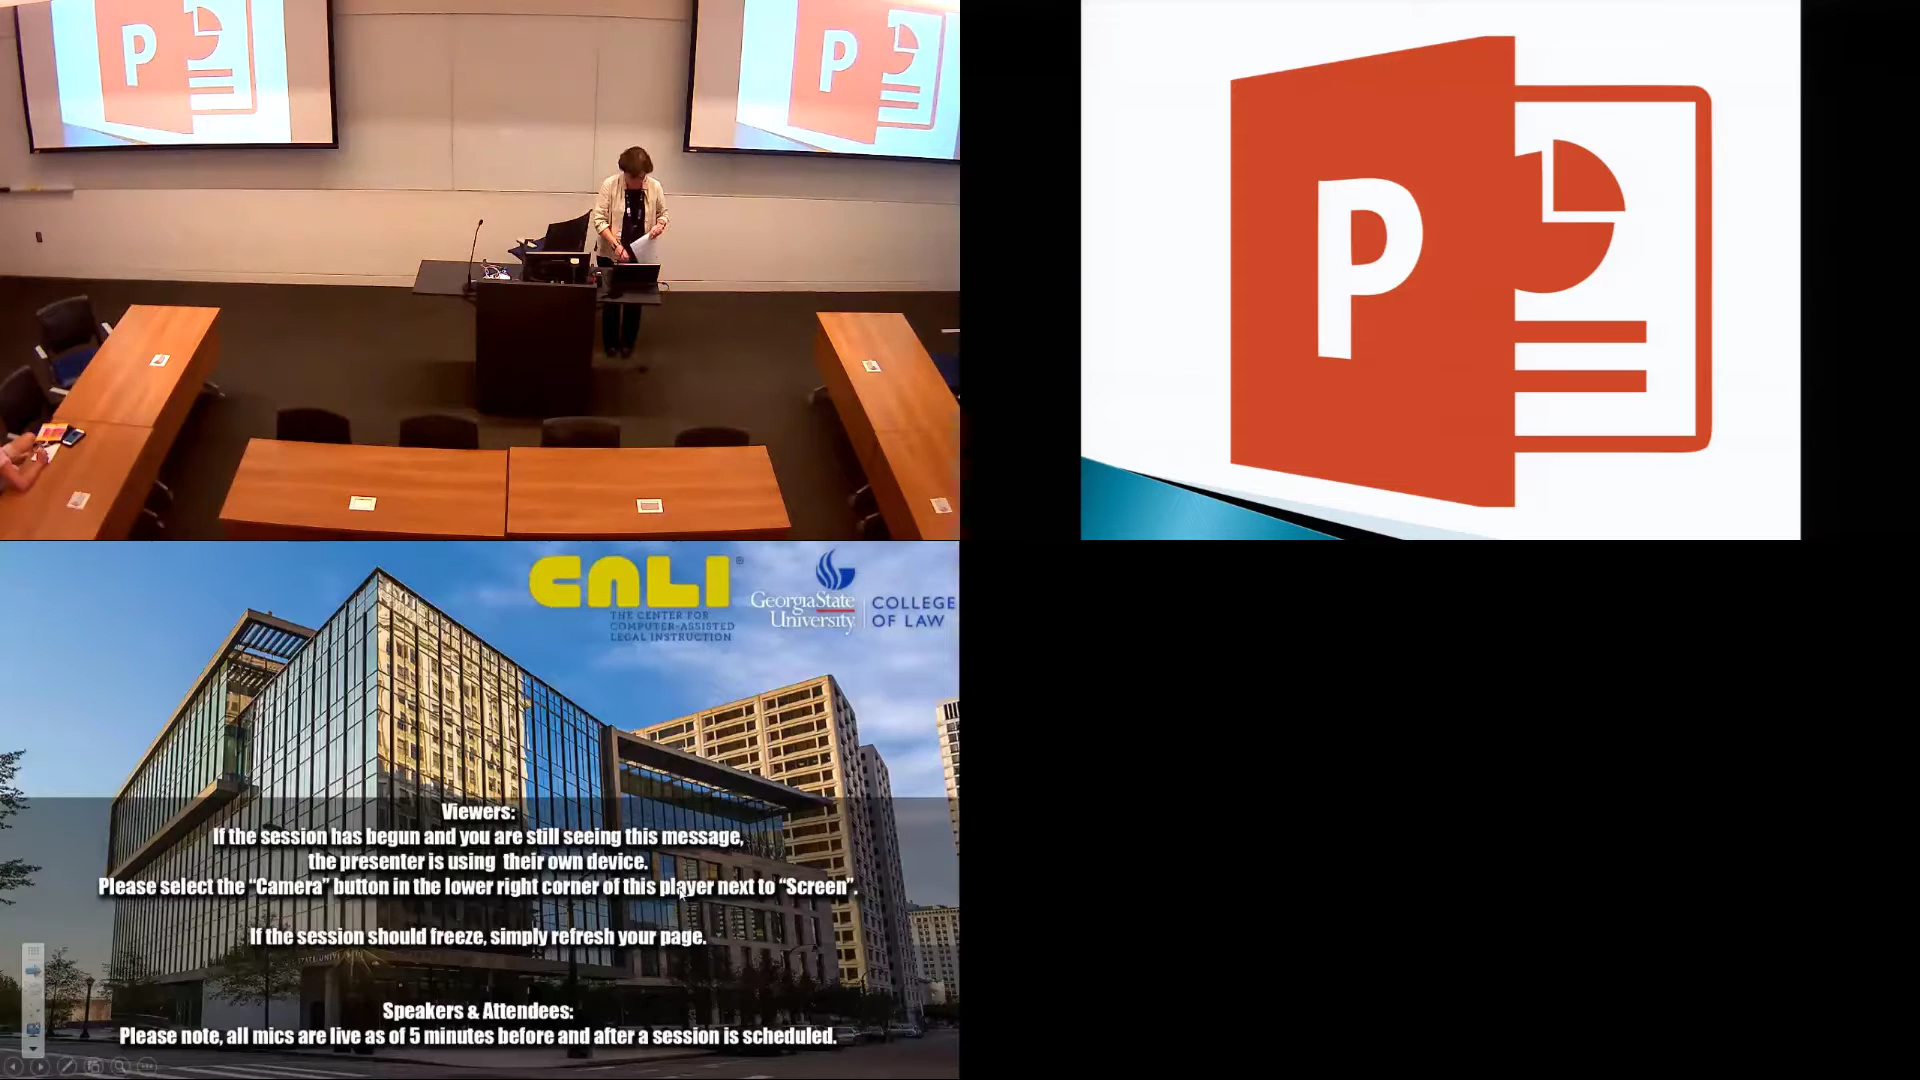 P
P
P
CALI®
THE CENTER FOR
COMPUTER-ASSISTED
LEGAL INSTRUCTION
GeorgiaState
University
COLLEGE
OF LAW
Viewers:
If the session has begun and you are still seeing this message,
the presenter is using their own device.
Please select the “Camera” button in the lower right corner of this player next to “Screen”.
If the session should freeze, simply refresh your page.
STATE UNIV
Speakers & Attendees:
Please note, all mics are live as of 5 minutes before and after a session is scheduled.